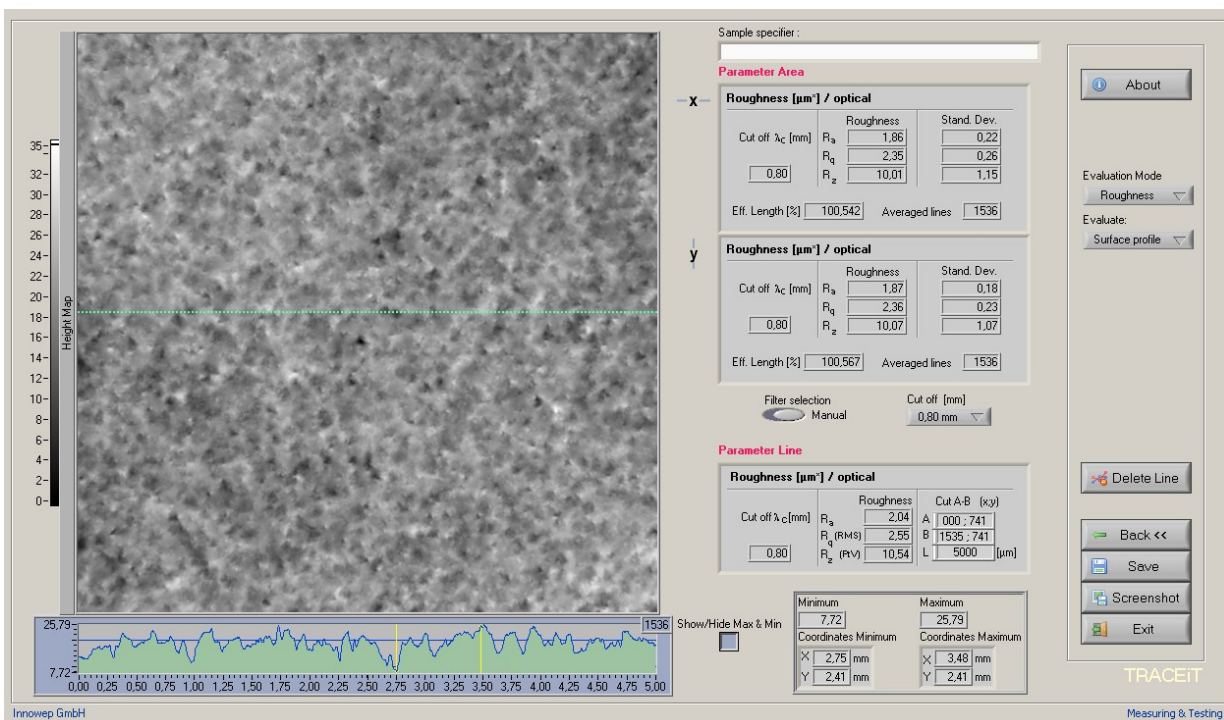 Sample specifier :
Parameter Area
x
Roughness [µm*] / optical
Roughness Stand. Dev.
Cut off λc [mm] Ra 1,86 0,22
Rq 2,35 0,26
0,80 Rz 10,01 1,15
Eff. Length [%] 100,542 Averaged lines 1536
y
Roughness [µm*] / optical
Roughness Stand. Dev.
Cut off λc [mm] Ra 1,87 0,18
Rq 2,36 0,23
0,80 Rz 10,07 1,07
Eff. Length [%] 100,567 Averaged lines 1536
Filter selection Cut off [mm]
Manual 0,80 mm
Parameter Line
Roughness [µm*] / optical
Roughness Cut A-B (x,y)
Cut off λc[mm] Ra 2,04 A 000 ; 741
Rq (RMS) 2,55 B 1535 ; 741
0,80 Rz (PtV) 10,54 L 5000 [µm]
Minimum Maximum
7,72 25,79
Coordinates Minimum Coordinates Maximum
X 2,75 mm X 3,48 mm
Y 2,41 mm Y 2,41 mm
About
Evaluation Mode
Roughness
Evaluate:
Surface profile
Delete Line
Back <<
Save
Screenshot
Exit
TRACEiT
35-
32-
30-
28-
26-
24-
22-
20-
18-
16-
14-
12-
10-
8-
6-
4-
2-
0-
Height Map
25,79
7,72
1536
Show/Hide Max & Min
0,00 0,25 0,50 0,75 1,00 1,25 1,50 1,75 2,00 2,25 2,50 2,75 3,00 3,25 3,50 3,75 4,00 4,25 4,50 4,75 5,00
Innowep GmbH
Measuring & Testing